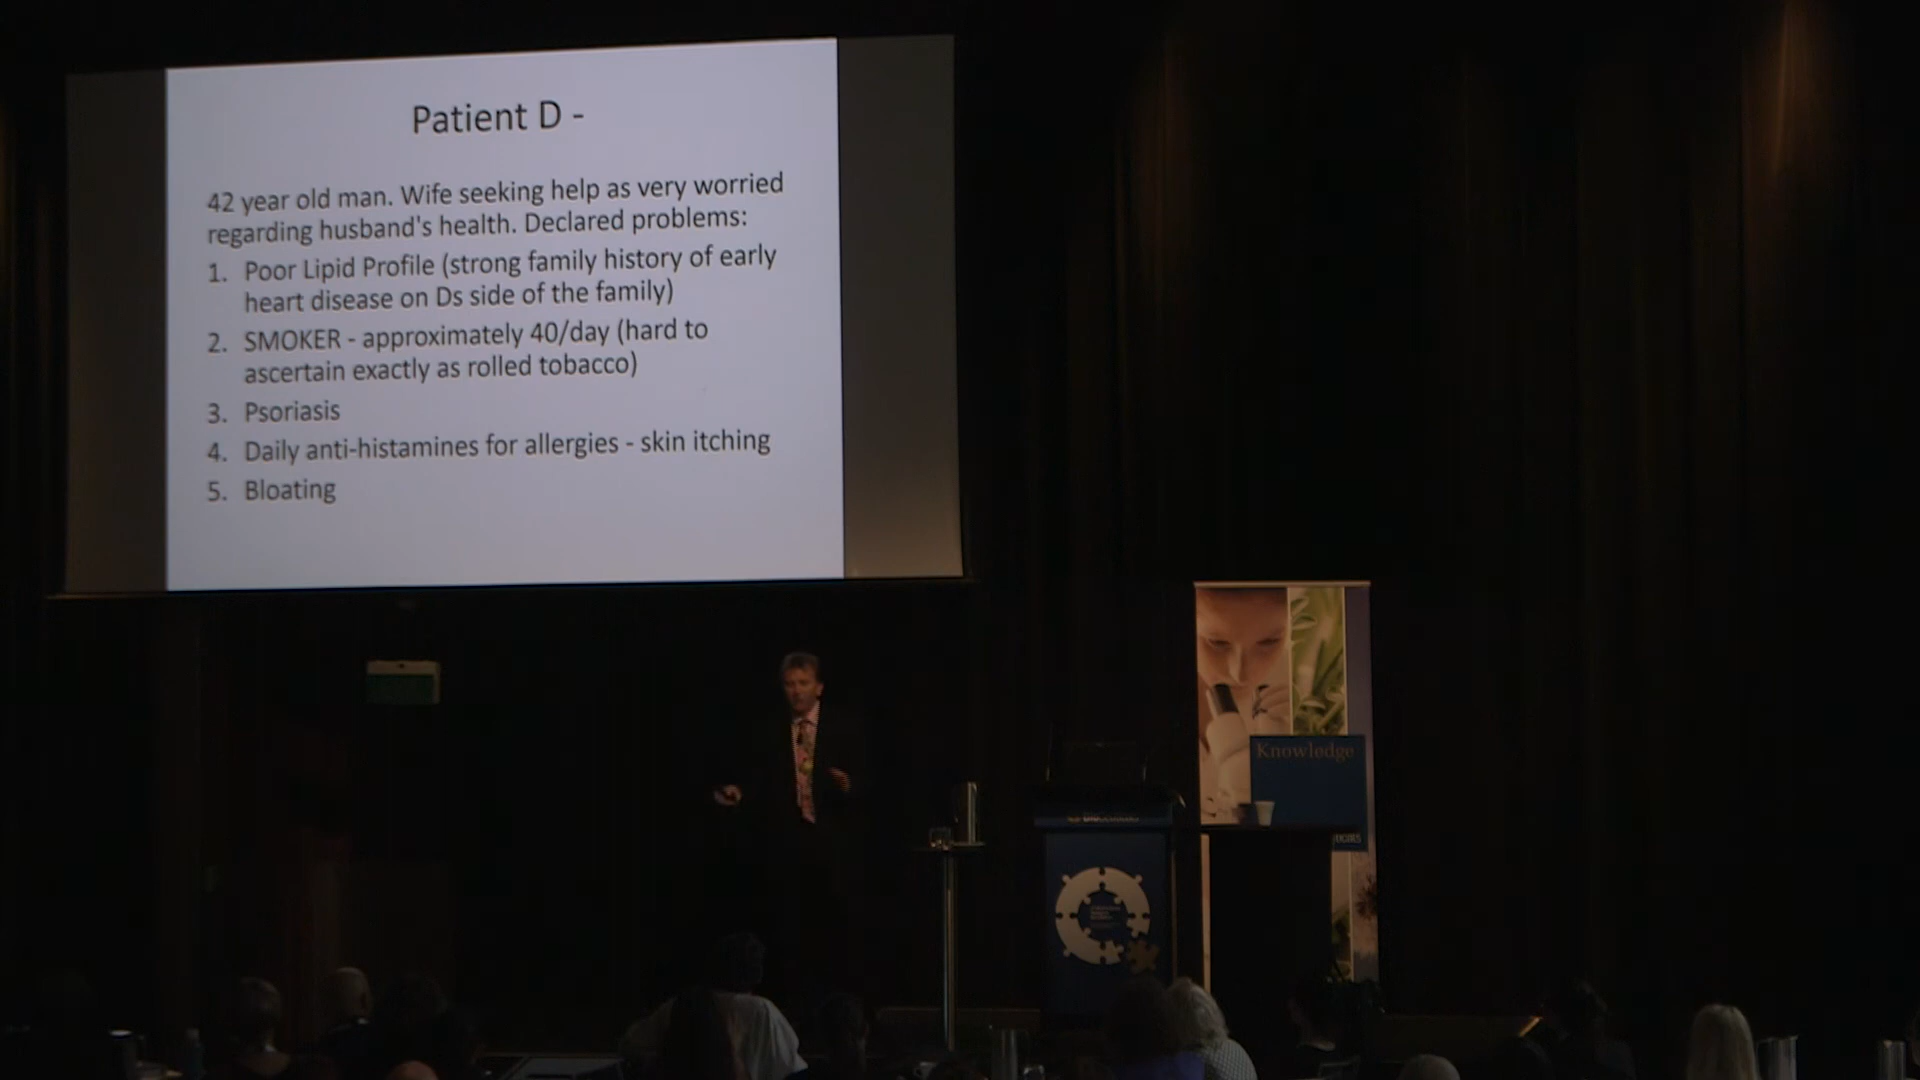 Patient D -
42 year old man. Wife seeking help as very worried
regarding husband's health. Declared problems:
1. Poor Lipid Profile (strong family history of early
heart disease on Ds side of the family)
2. SMOKER - approximately 40/day (hard to
ascertain exactly as rolled tobacco)
3. Psoriasis
4. Daily anti-histamines for allergies - skin itching
5. Bloating
Knowledge